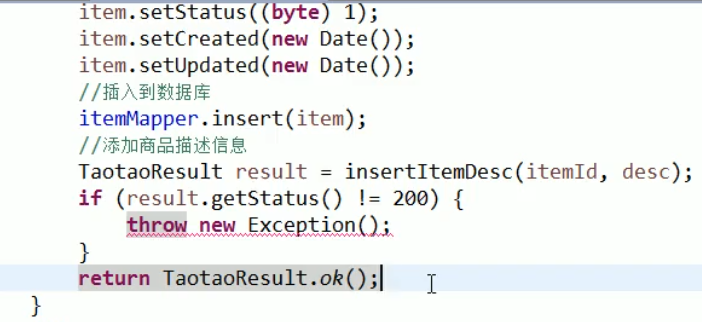 item.setStatus((byte) 1);
item.setCreated(new Date());
item.setUpdated(new Date());
//插入到数据库
itemMapper.insert(item);
//添加商品描述信息
TaotaoResult result = insertItemDesc(itemId, desc);
if (result.getStatus() != 200) {
throw new Exception();
}
return TaotaoResult.ok();
}